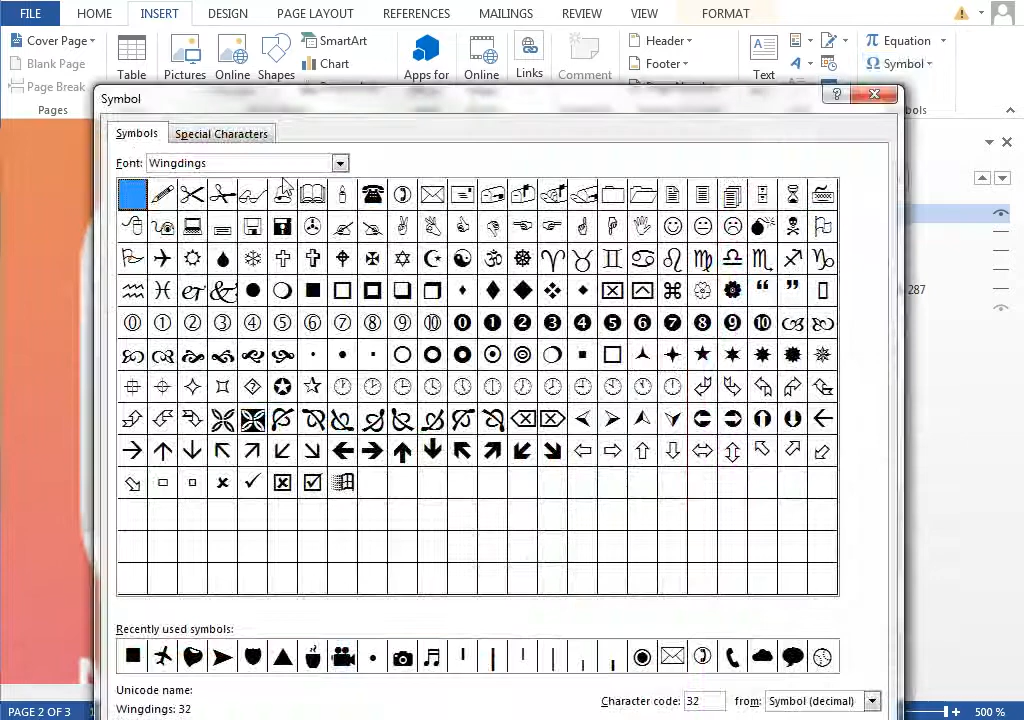 FILE HOME INSERT DESIGN PAGE LAYOUT REFERENCES MAILINGS REVIEW VIEW FORMAT
Cover Page
Blank Page
Page Break
Pages
Table
Pictures
Online
Shapes
SmartArt
Chart
Apps for
Online
Links
Comment
Header
Footer
Text
Equation
Symbol
bols
Symbol
Symbols
Special Characters
Font: Wingdings
287
Recently used symbols:
Unicode name:
Wingdings: 32
Character code: 32 from: Symbol (decimal)
PAGE 2 OF 3
500 %